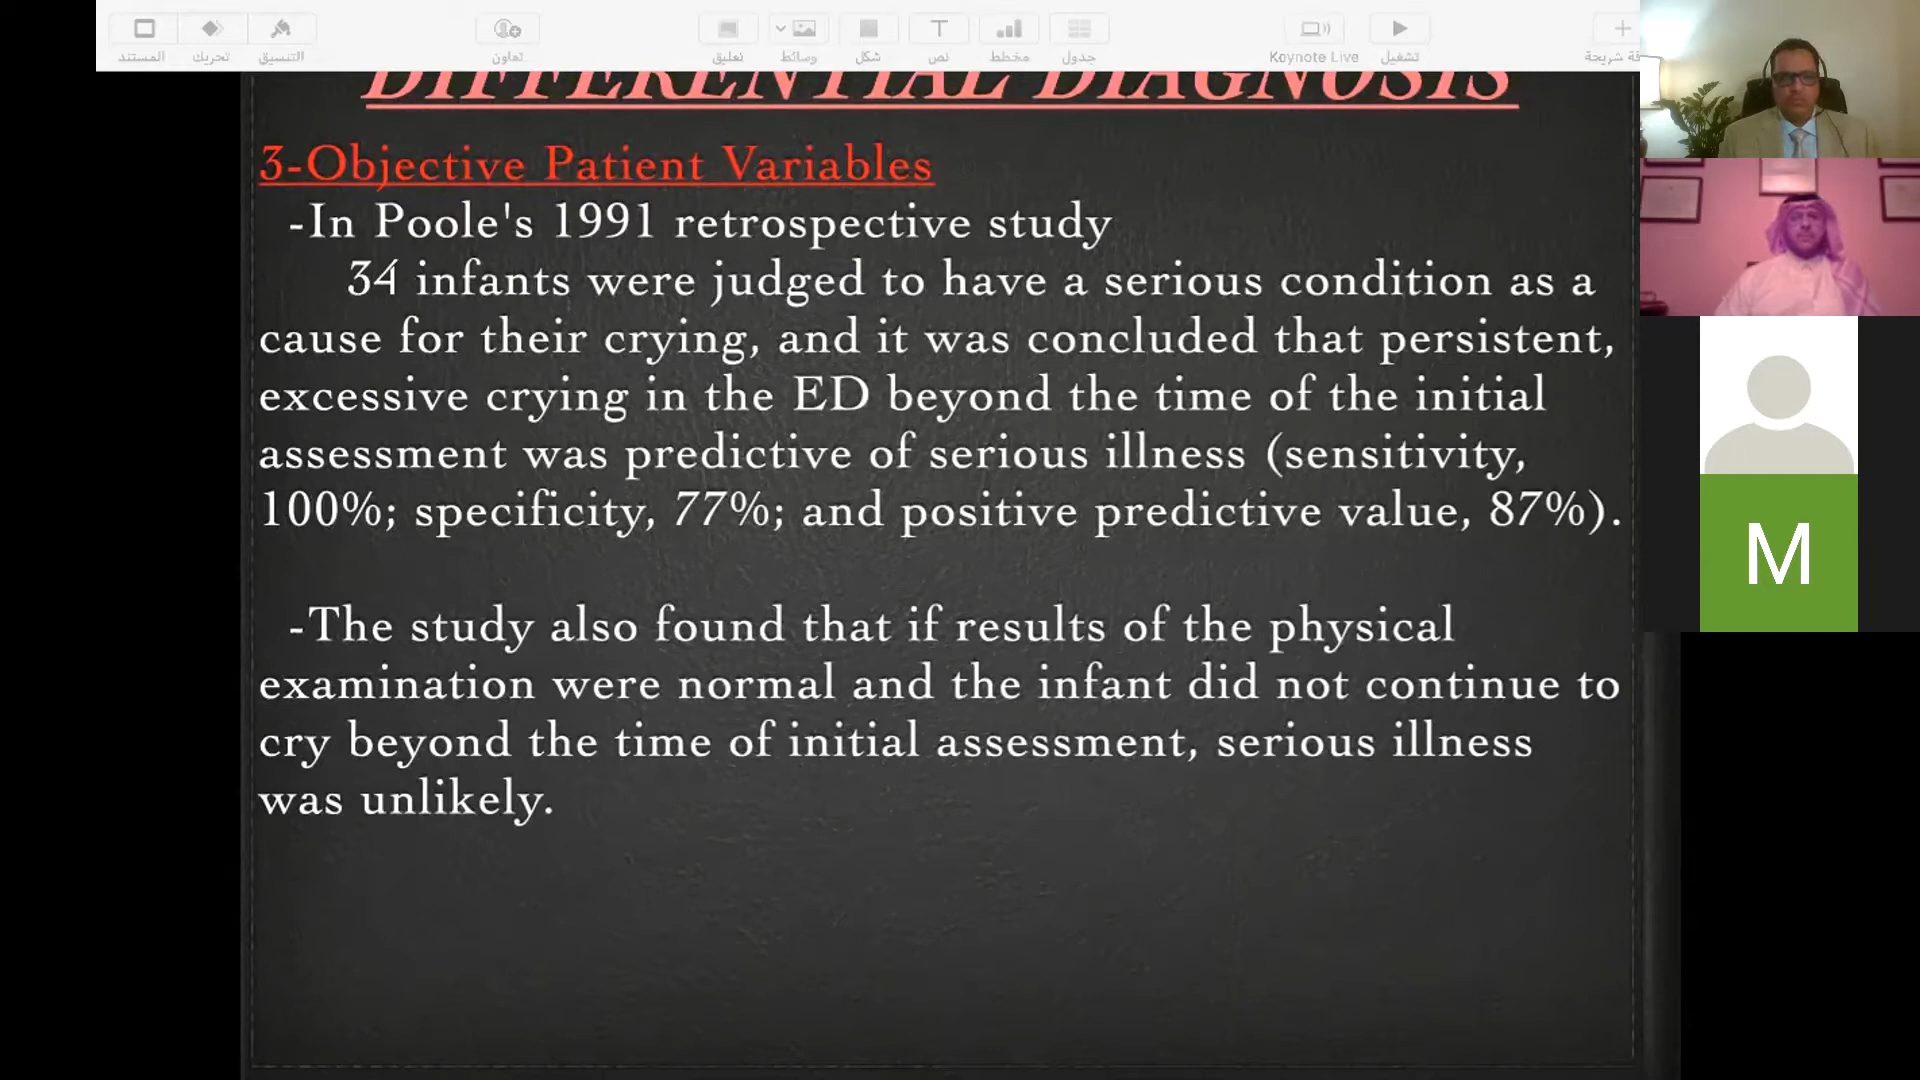 المستند
تحريك
التنسيق
تعاون
تعليق
وسائط
شكل
نص
مخطط
جدول
Keynote Live
تشغيل
شريحة
DIFFERENTIAL DIAGNOSIS
3-Objective Patient Variables
-In Poole's 1991 retrospective study
34 infants were judged to have a serious condition as a
cause for their crying, and it was concluded that persistent,
excessive crying in the ED beyond the time of the initial
assessment was predictive of serious illness (sensitivity,
100%; specificity, 77%; and positive predictive value, 87%).
-The study also found that if results of the physical
examination were normal and the infant did not continue to
cry beyond the time of initial assessment, serious illness
was unlikely.
M